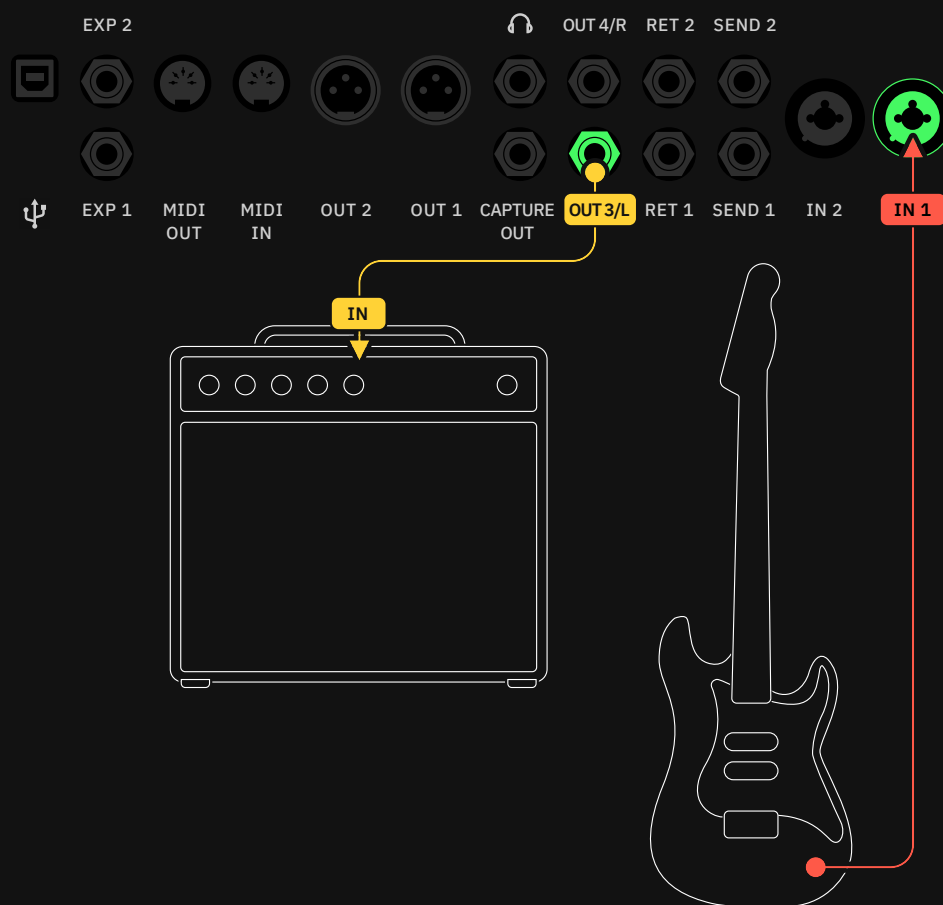 EXP 2
OUT 4/R
RET 2
SEND 2
EXP 1
MIDI
OUT
MIDI
IN
OUT 2
OUT 1
CAPTURE
OUT
OUT 3/L
RET 1
SEND 1
IN 2
IN 1
IN